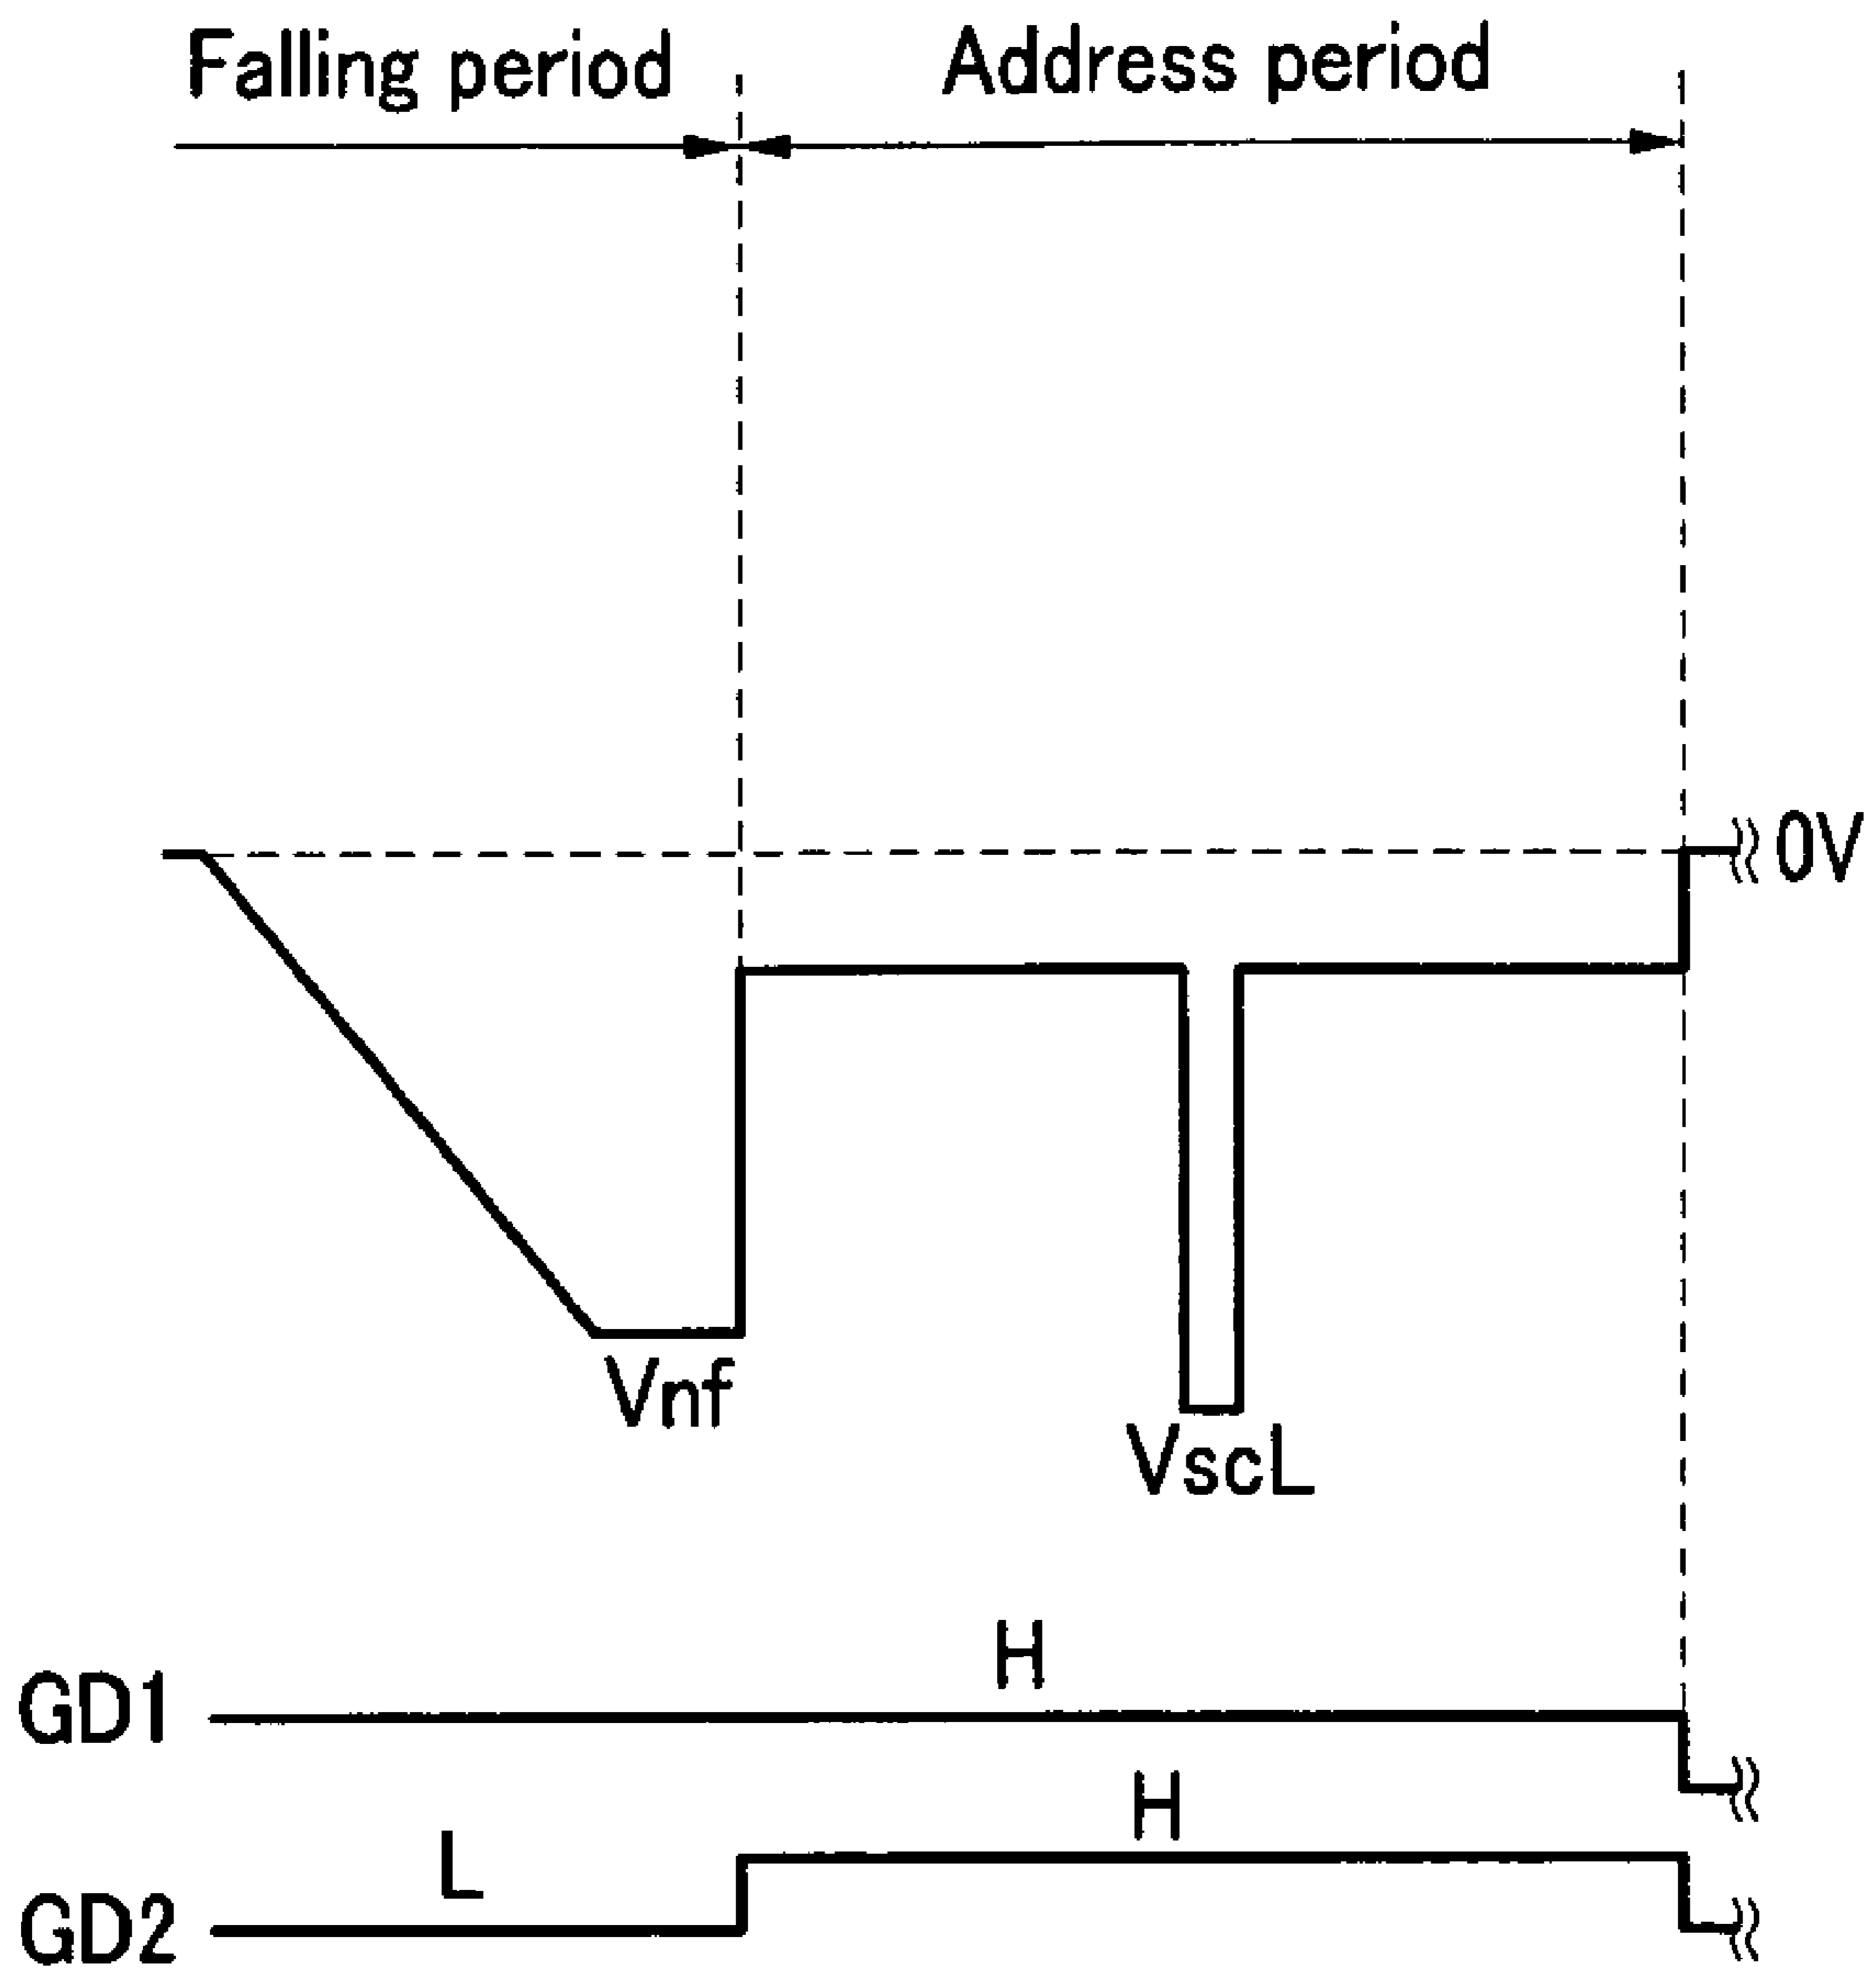 Falling period
Address period
0V
Vnf
VscL
H
GD1
H
L
GD2